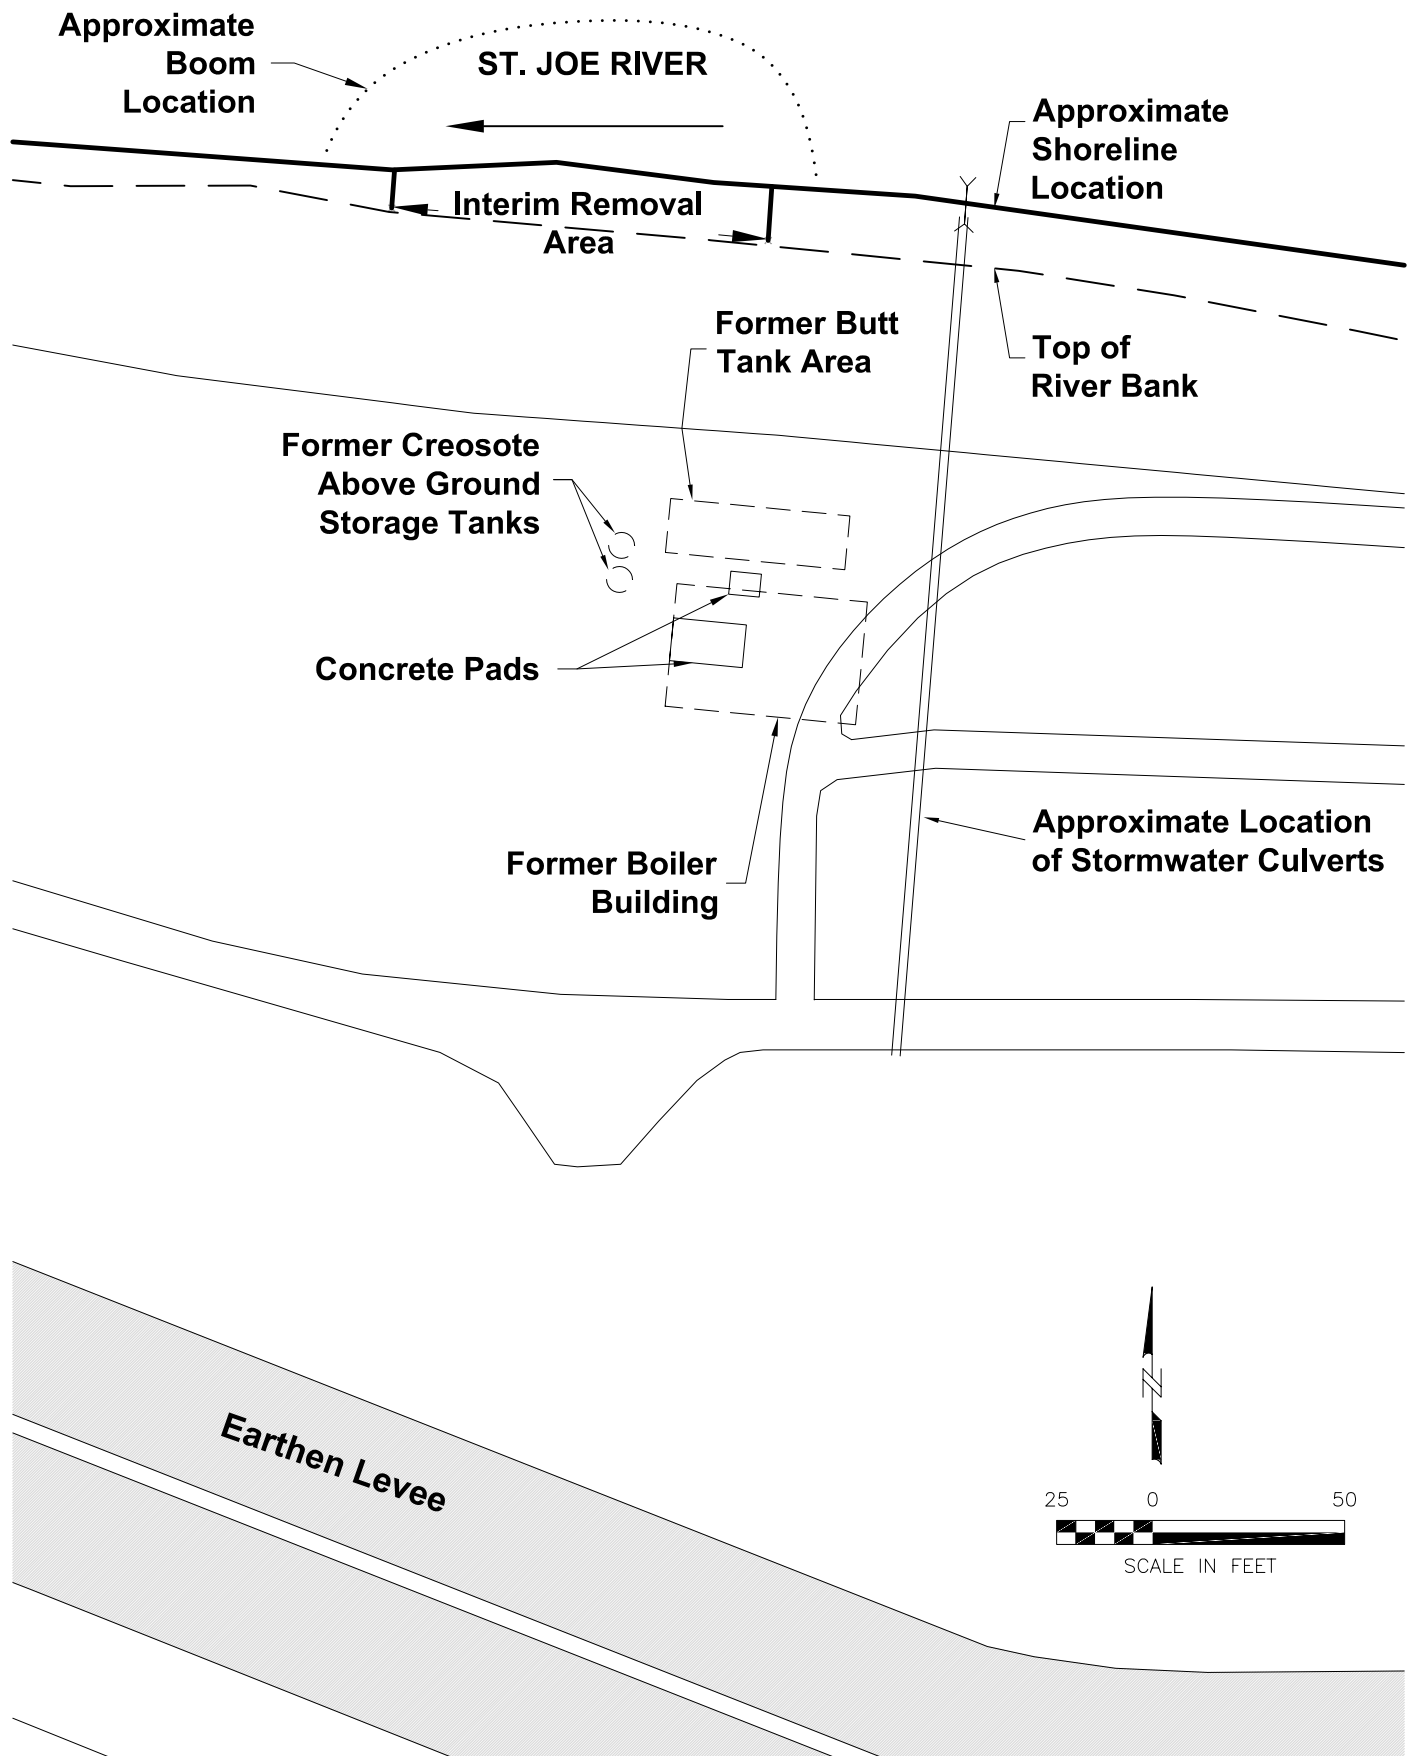 Approximate
Boom
Location
ST. JOE RIVER
Approximate
Shoreline
Location
Interim Removal
Area
Former Butt
Tank Area
Top of
River Bank
Former Creosote
Above Ground
Storage Tanks
Concrete Pads
Approximate Location
of Stormwater Culverts
Former Boiler
Building
Earthen Levee
N
25 0 50
SCALE IN FEET